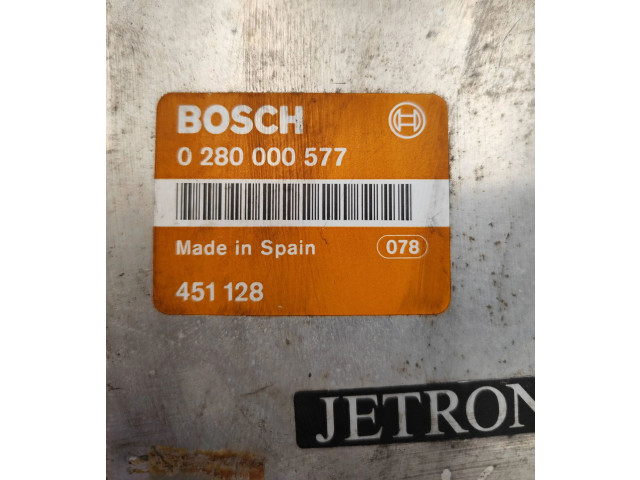 BOSCH
0 280 000 577
Made in Spain 078
451 128
JETRON